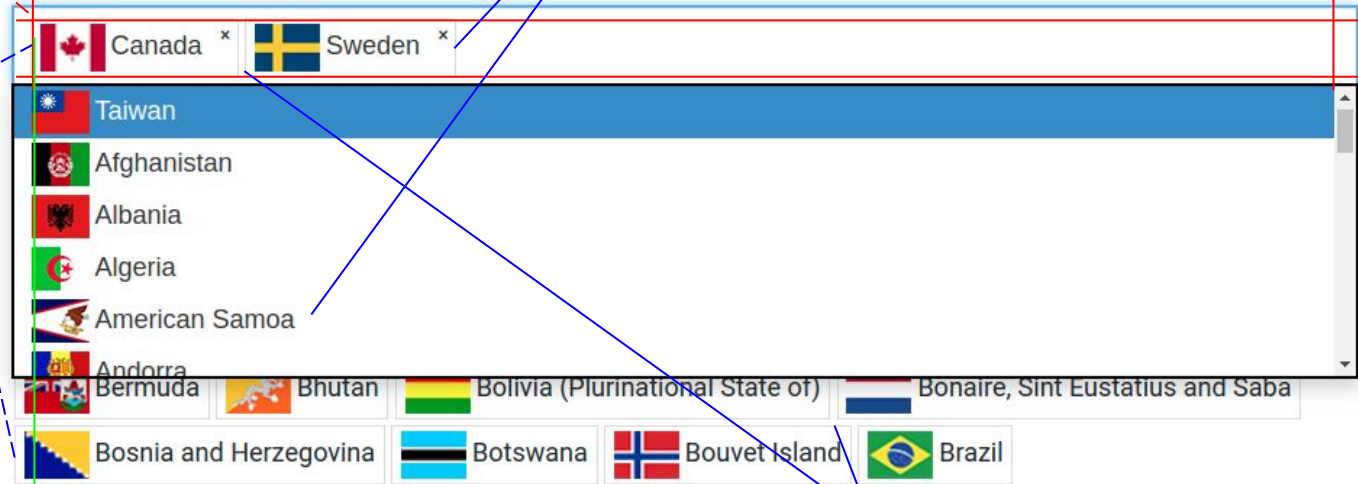 Canada × Sweden ×
Taiwan
Afghanistan
Albania
Algeria
American Samoa
Andorra
Bermuda Bhutan Bolivia (Plurinational State of) Bonaire, Sint Eustatius and Saba
Bosnia and Herzegovina Botswana Bouvet Island Brazil